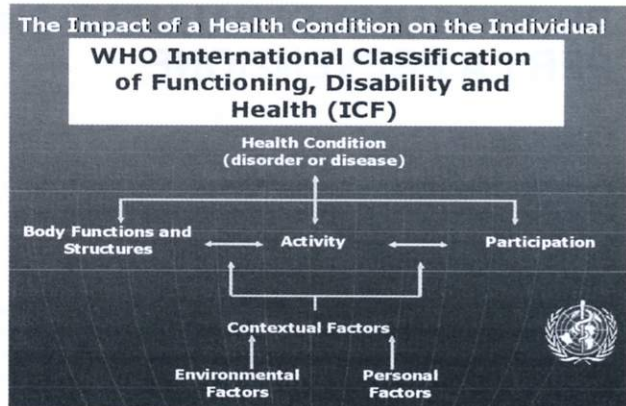 The Impact of a Health Condition on the Individual
WHO International Classification
of Functioning, Disability and
Health (ICF)
Health Condition
(disorder or disease)
Body Functions and
Structures
Activity
Participation
Contextual Factors
Environmental
Factors
Personal
Factors